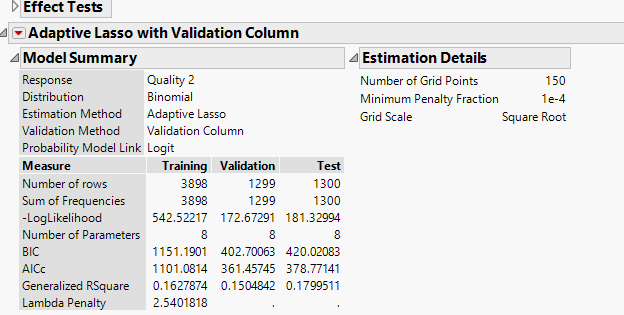 Effect Tests
Adaptive Lasso with Validation Column
Model Summary
Response Quality 2
Distribution Binomial
Estimation Method Adaptive Lasso
Validation Method Validation Column
Probability Model Link Logit
Measure Training Validation Test
Number of rows 3898 1299 1300
Sum of Frequencies 3898 1299 1300
-LogLikelihood 542.52217 172.67291 181.32994
Number of Parameters 8 8 8
BIC 1151.1901 402.70063 420.02083
AICc 1101.0814 361.45745 378.77141
Generalized RSquare 0.1627874 0.1504842 0.1799511
Lambda Penalty 2.5401818 . .
Estimation Details
Number of Grid Points 150
Minimum Penalty Fraction 1e-4
Grid Scale Square Root